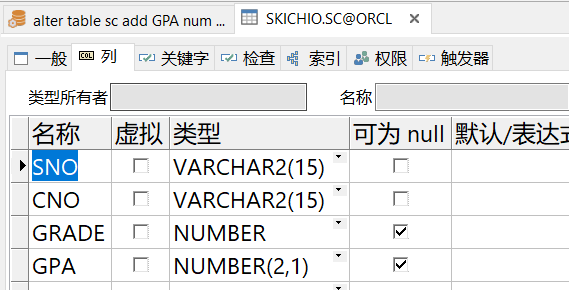 alter table sc add GPA num ... SKICHIO.SC@ORCL
一般 列 关键字 检查 索引 权限 触发器
类型所有者 名称
名称 虚拟 类型 可为 null 默认/表达式
SNO VARCHAR2(15)
CNO VARCHAR2(15)
GRADE NUMBER
GPA NUMBER(2,1)